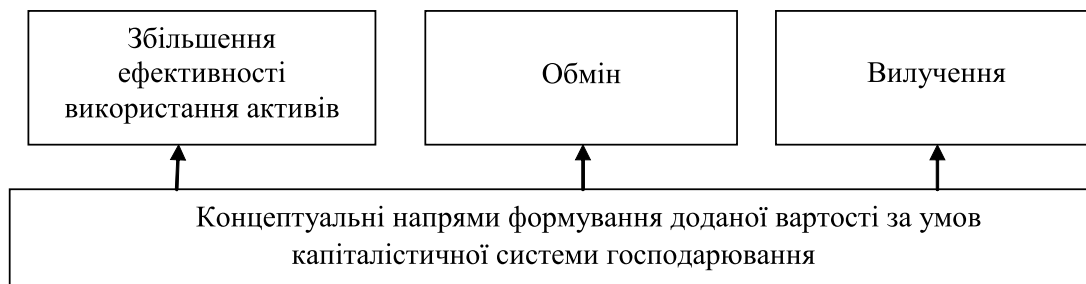 Збільшення
ефективності
використання активів
Обмін
Вилучення
Концептуальні напрями формування доданої вартості за умов
капіталістичної системи господарювання